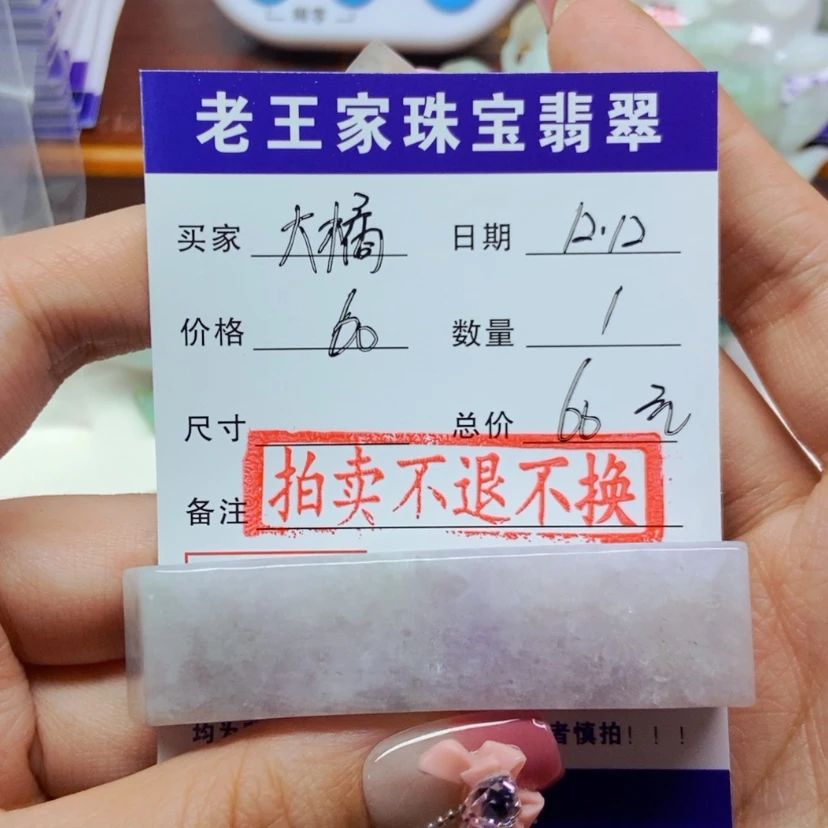 老王家珠宝翡翠
买家 大橘 日期 12.12
价格 60 数量 1
尺寸 总价 60元
拍卖不退不换
备注
者慎拍!!!